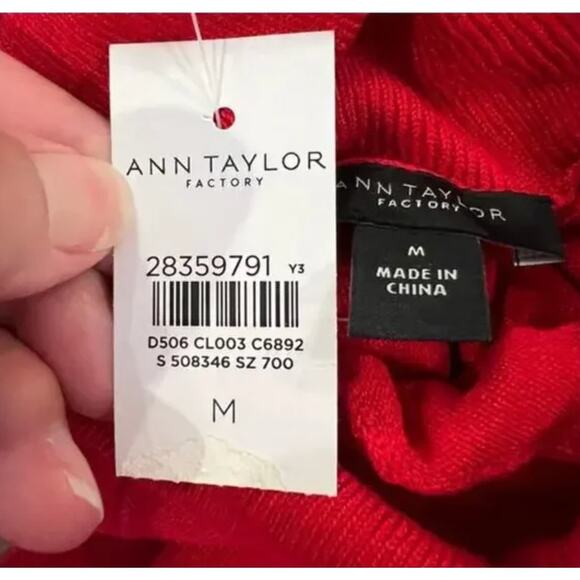 ANN TAYLOR
FACTORY
28359791 Y3
D506 CL003 C6892
S 508346 SZ 700
M
ANN TAYLOR
FACTORY
M
MADE IN
CHINA